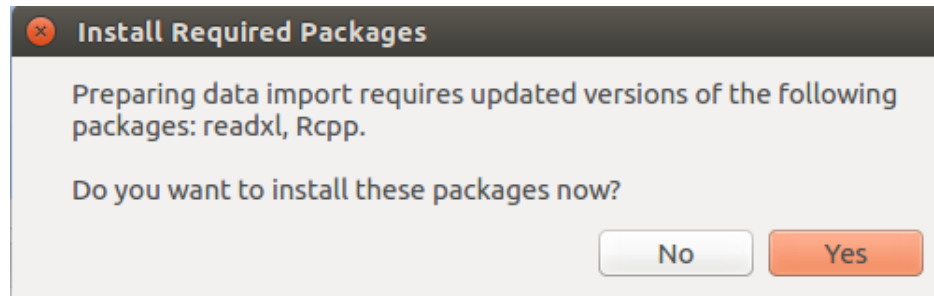 Install Required Packages
Preparing data import requires updated versions of the following
packages: readxl, Rcpp.
Do you want to install these packages now?
No
Yes